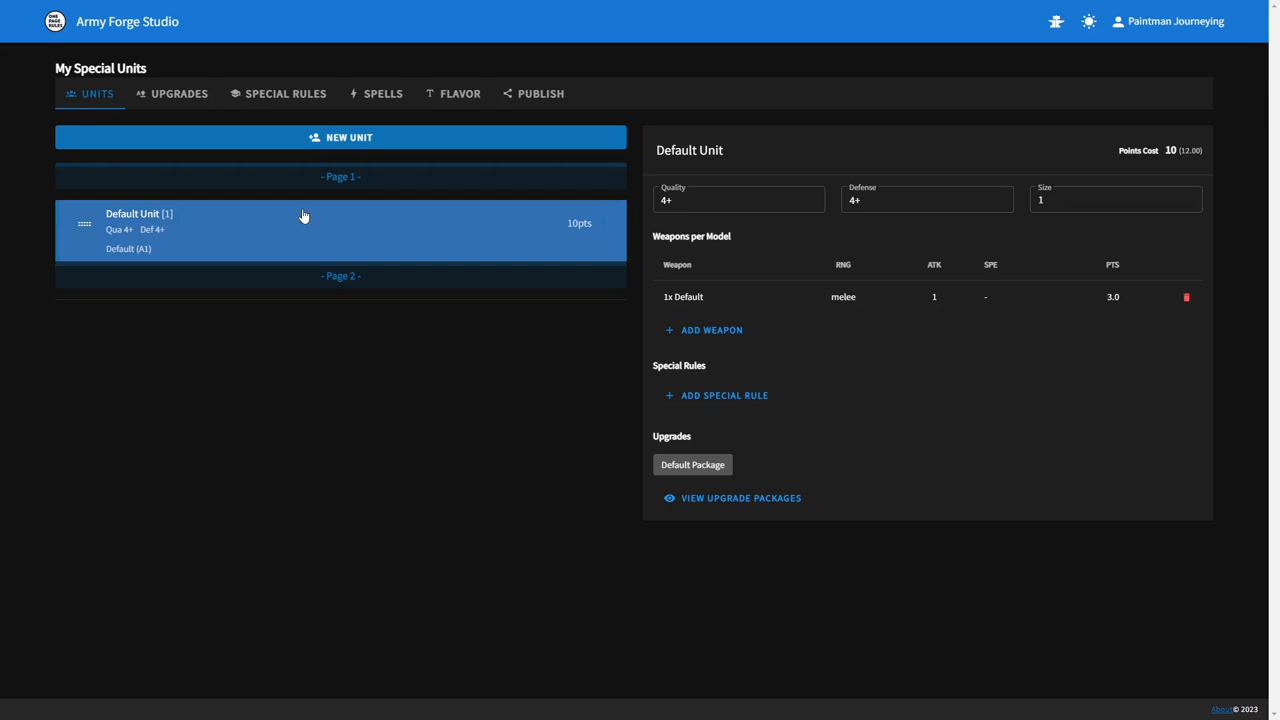 ONE
PAGE
RULES
Army Forge Studio
Paintman Journeying
My Special Units
UNITS
UPGRADES
SPECIAL RULES
SPELLS
FLAVOR
PUBLISH
NEW UNIT
- Page 1 -
Default Unit [1]
Qua 4+ Def 4+
Default (A1)
10pts
- Page 2 -
Default Unit
Points Cost 10 (12.00)
Quality
4+
Defense
4+
Size
1
Weapons per Model
Weapon RNG ATK SPE PTS
1x Default melee 1 - 3.0
+ ADD WEAPON
Special Rules
+ ADD SPECIAL RULE
Upgrades
Default Package
VIEW UPGRADE PACKAGES
About© 2023